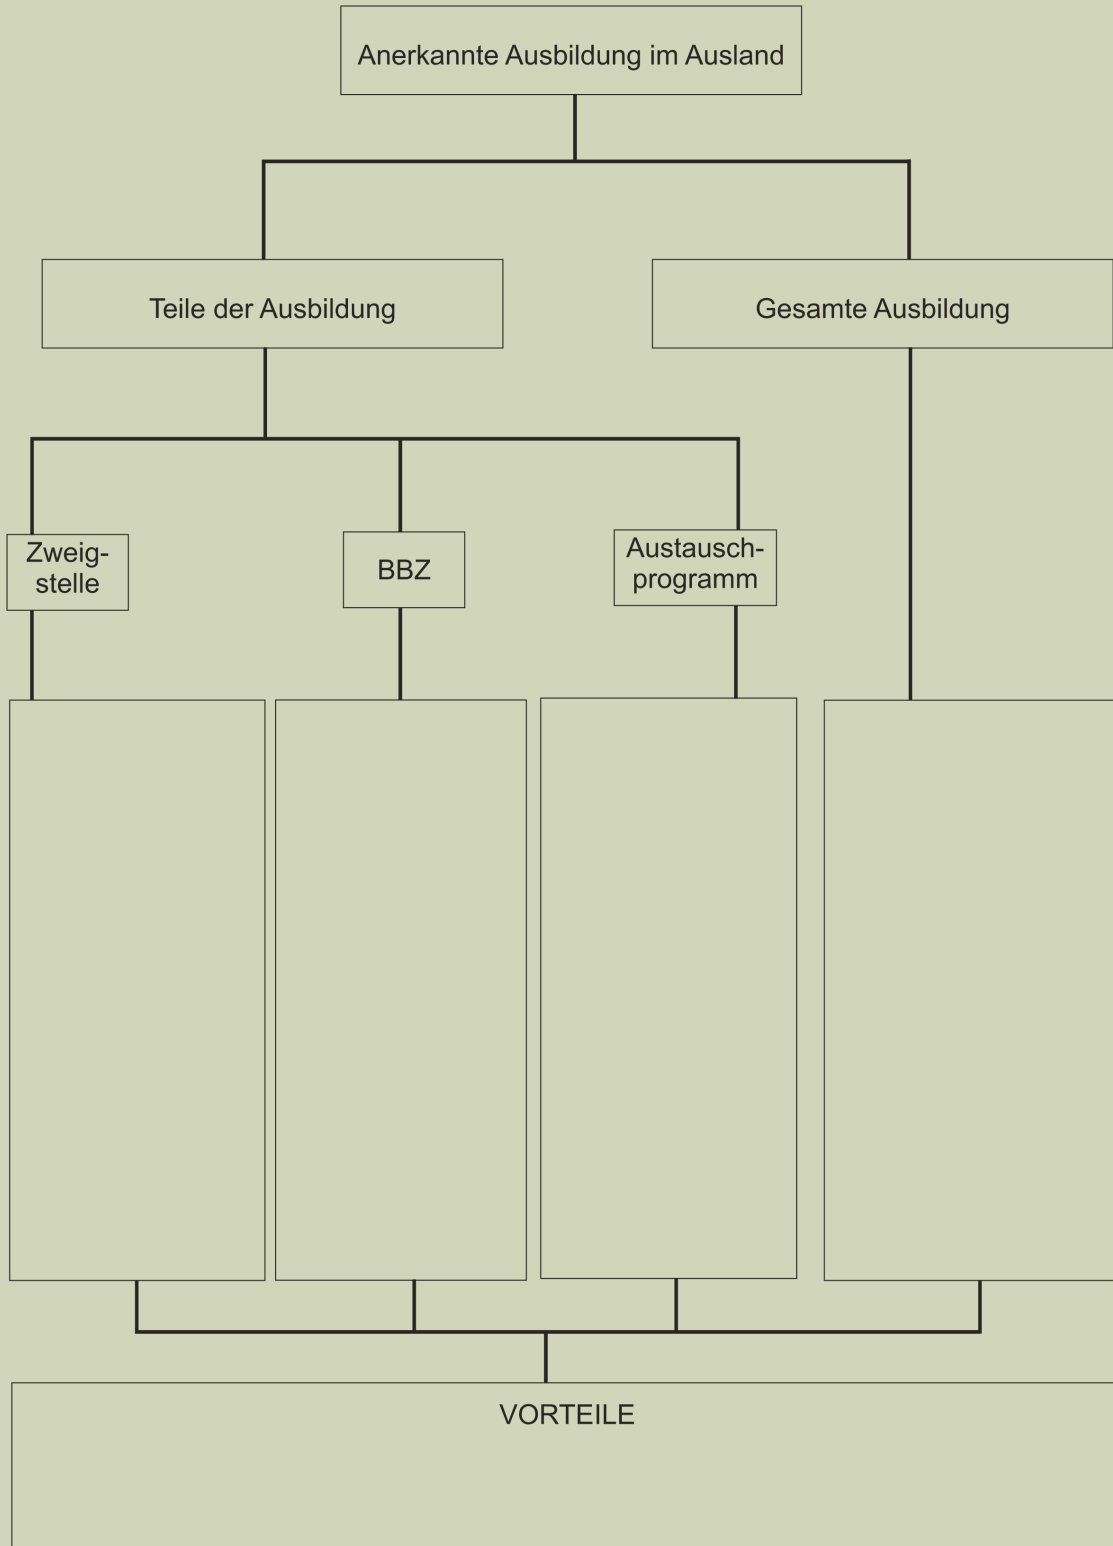 Anerkannte Ausbildung im Ausland
Teile der Ausbildung
Gesamte Ausbildung
Zweig-
stelle
BBZ
Austausch-
programm
VORTEILE